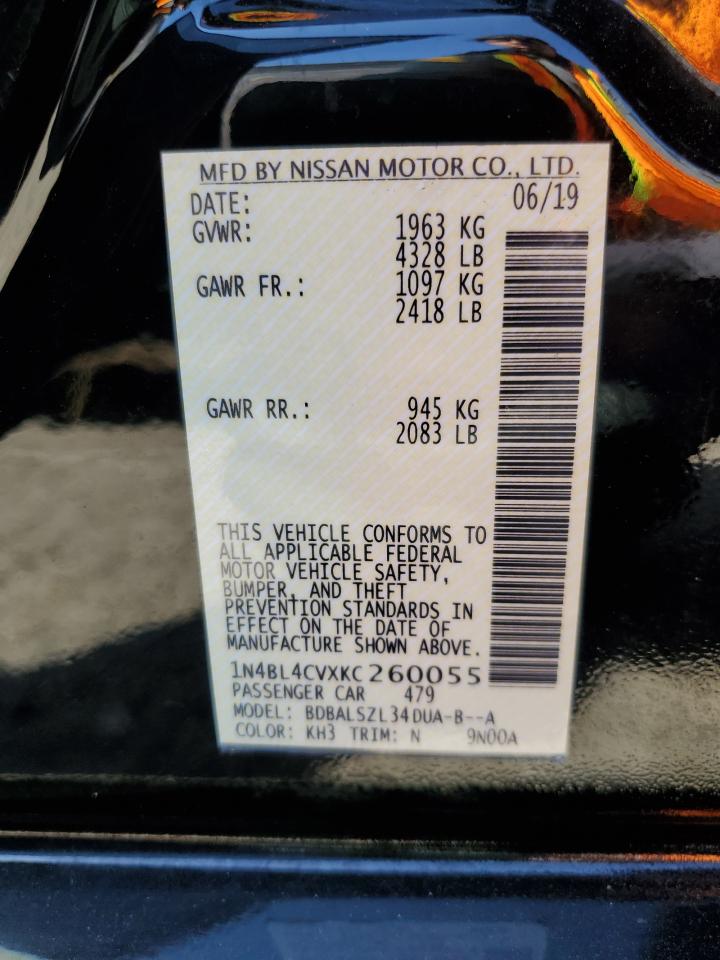 MFD BY NISSAN MOTOR CO., LTD.
DATE: 06/19
GVWR: 1963 KG
4328 LB
GAWR FR.: 1097 KG
2418 LB
GAWR RR.: 945 KG
2083 LB
THIS VEHICLE CONFORMS TO
ALL APPLICABLE FEDERAL
MOTOR VEHICLE SAFETY,
BUMPER, AND THEFT
PREVENTION STANDARDS IN
EFFECT ON THE DATE OF
MANUFACTURE SHOWN ABOVE.
1N4BL4CVXKC260055
PASSENGER CAR 479
MODEL: BDBALSZL34DUA-B--A
COLOR: KH3 TRIM: N 9N00A